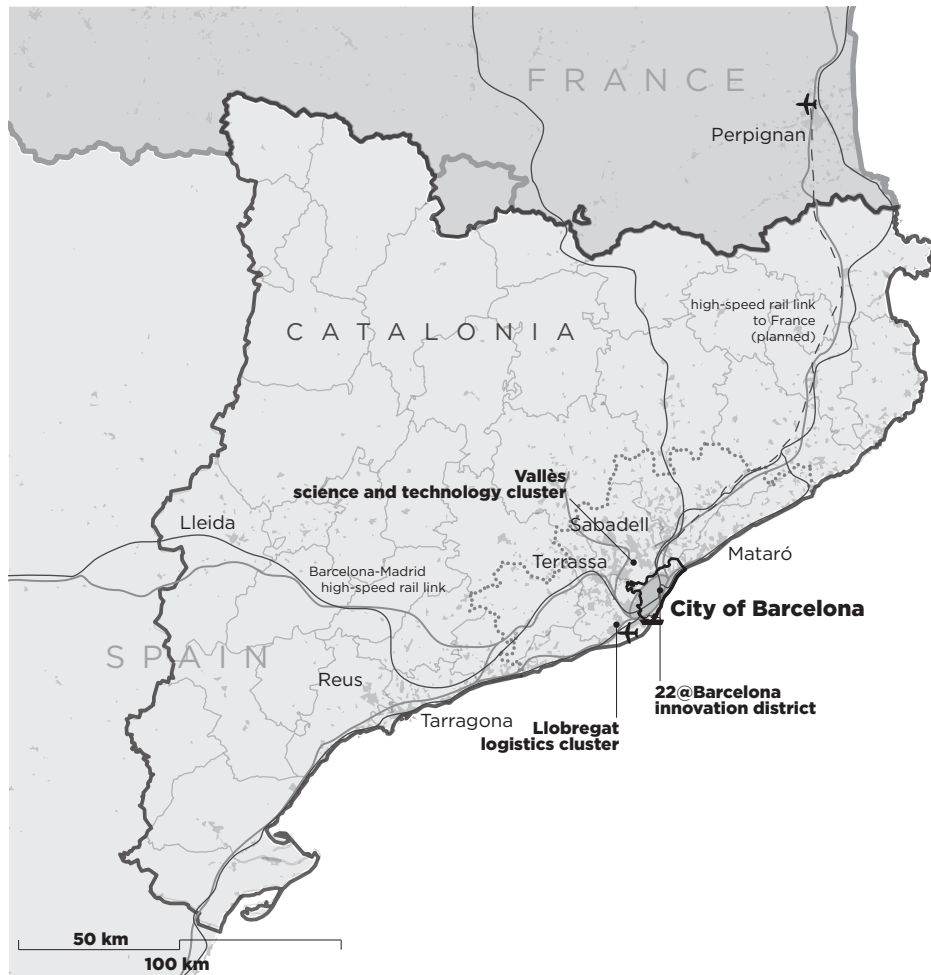 FRANCE
Perpignan
high-speed rail link
to France
(planned)
CATALONIA
Vallès
science and technology cluster
Sabadell
Lleida
Terrassa
Mataró
Barcelona-Madrid
high-speed rail link
City of Barcelona
SPAIN
Reus
22@Barcelona
innovation district
Tarragona
Llobregat
logistics cluster
50 km
100 km